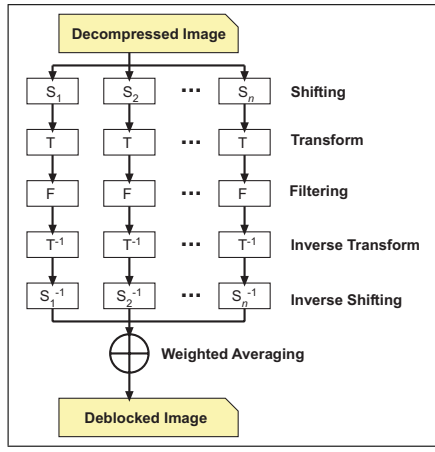 Decompressed Image
S₁ S₂ ... Sₙ Shifting
T T ... T Transform
F F ... F Filtering
T⁻¹ T⁻¹ ... T⁻¹ Inverse Transform
S₁⁻¹ S₂⁻¹ ... Sₙ⁻¹ Inverse Shifting
Weighted Averaging
Deblocked Image